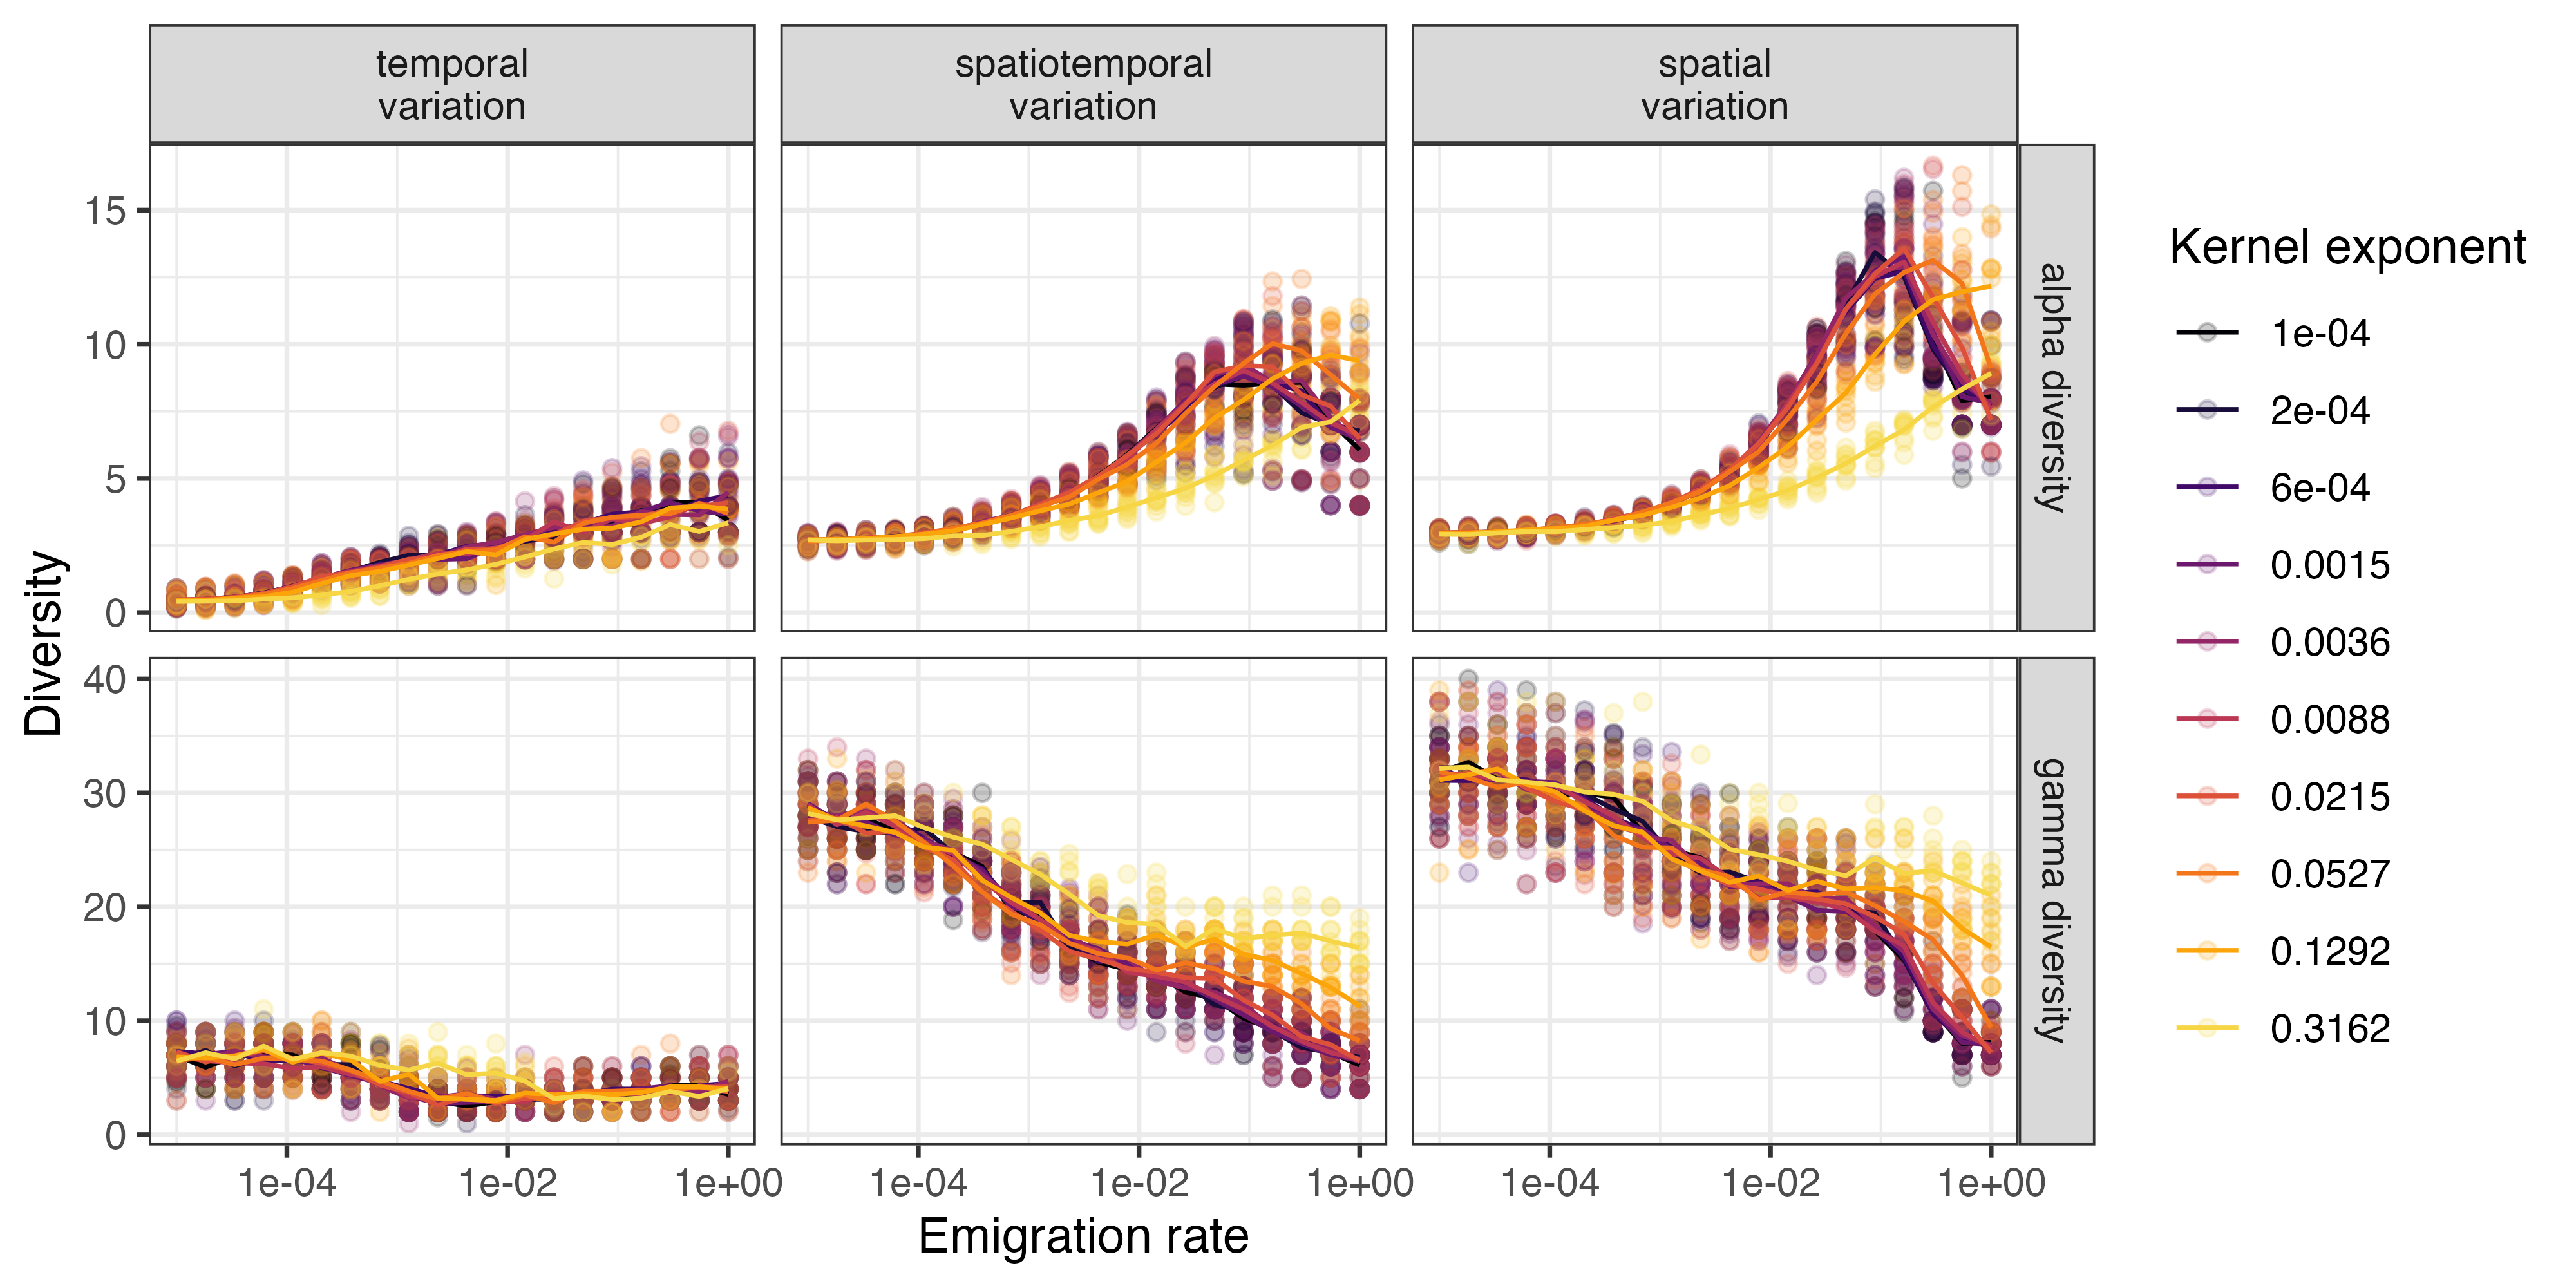 temporal
variation
spatiotemporal
variation
spatial
variation
Diversity
15
10
5
0
alpha diversity
40
30
20
10
0
gamma diversity
1e-04
1e-02
1e+00
1e-04
1e-02
1e+00
1e-04
1e-02
1e+00
Emigration rate
Kernel exponent
1e-04
2e-04
6e-04
0.0015
0.0036
0.0088
0.0215
0.0527
0.1292
0.3162